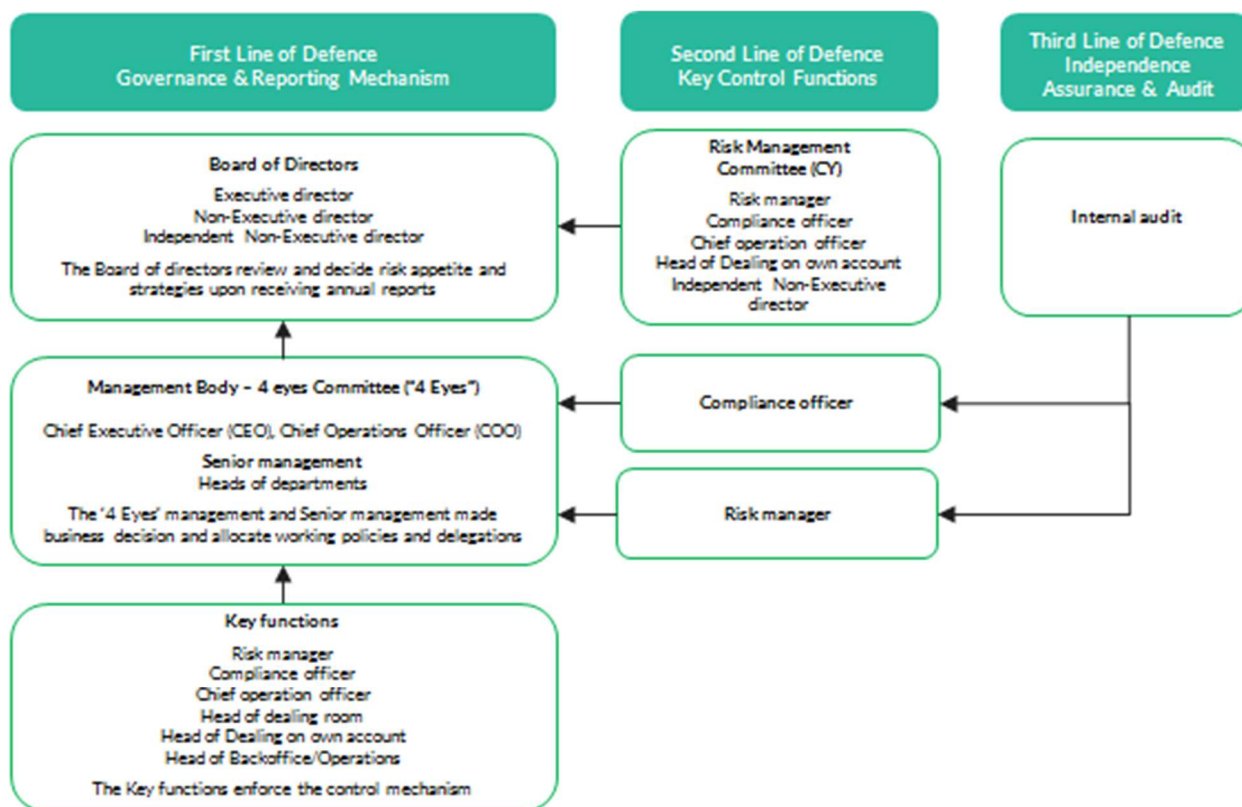 First Line of Defence
Governance & Reporting Mechanism
Second Line of Defence
Key Control Functions
Third Line of Defence
Independence
Assurance & Audit
Board of Directors
Executive director
Non-Executive director
Independent Non-Executive director
The Board of directors review and decide risk appetite and
strategies upon receiving annual reports
Risk Management
Committee (CY)
Risk manager
Compliance officer
Chief operation officer
Head of Dealing on own account
Independent Non-Executive
director
Internal audit
Management Body – 4 eyes Committee ("4 Eyes")
Chief Executive Officer (CEO), Chief Operations Officer (COO)
Senior management
Heads of departments
The '4 Eyes' management and Senior management made
business decision and allocate working policies and delegations
Compliance officer
Risk manager
Key functions
Risk manager
Compliance officer
Chief operation officer
Head of dealing room
Head of Dealing on own account
Head of Backoffice/Operations
The Key functions enforce the control mechanism